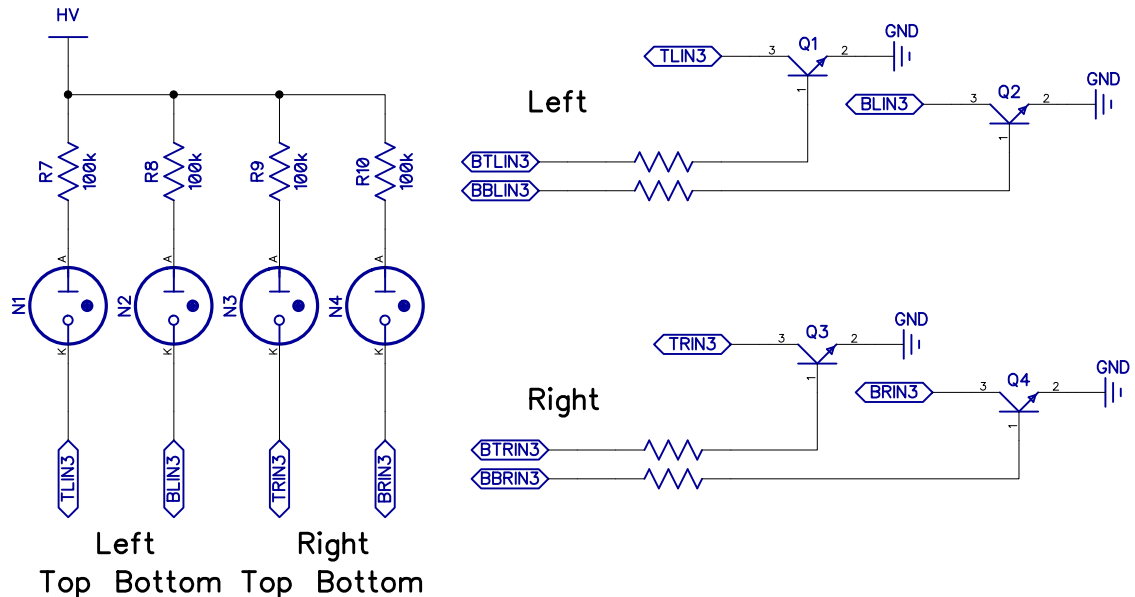 HV
R7 100k
R8 100k
R9 100k
R10 100k
A
A
A
A
N1
N2
N3
N4
K
K
K
K
TLIN3
BLIN3
TRIN3
BRIN3
Left Right
Top Bottom Top Bottom
Left
TLIN3 3 Q1 2 GND
1
BLIN3 3 Q2 2 GND
1
BTLIN3
BBLIN3
Right
TRIN3 3 Q3 2 GND
1
BRIN3 3 Q4 2 GND
1
BTRIN3
BBRIN3